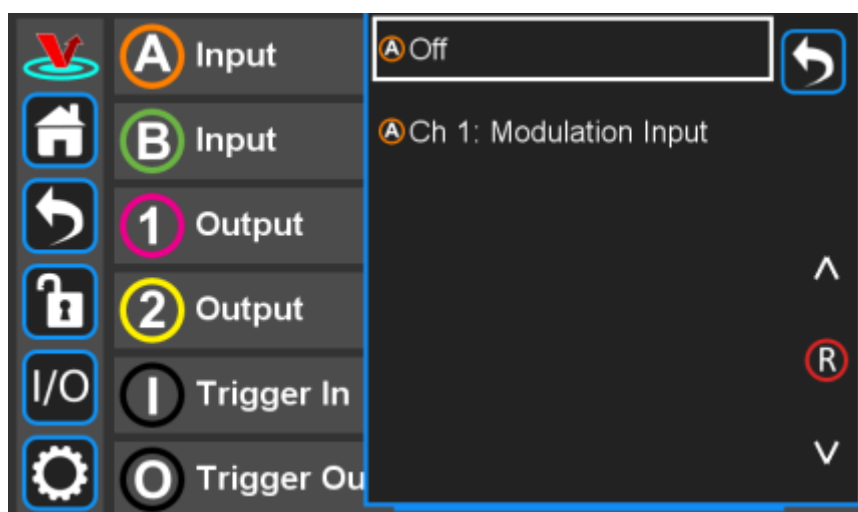 A Input
B Input
1 Output
2 Output
I/O
I Trigger In
O Trigger Ou
A Off
A Ch 1: Modulation Input
R